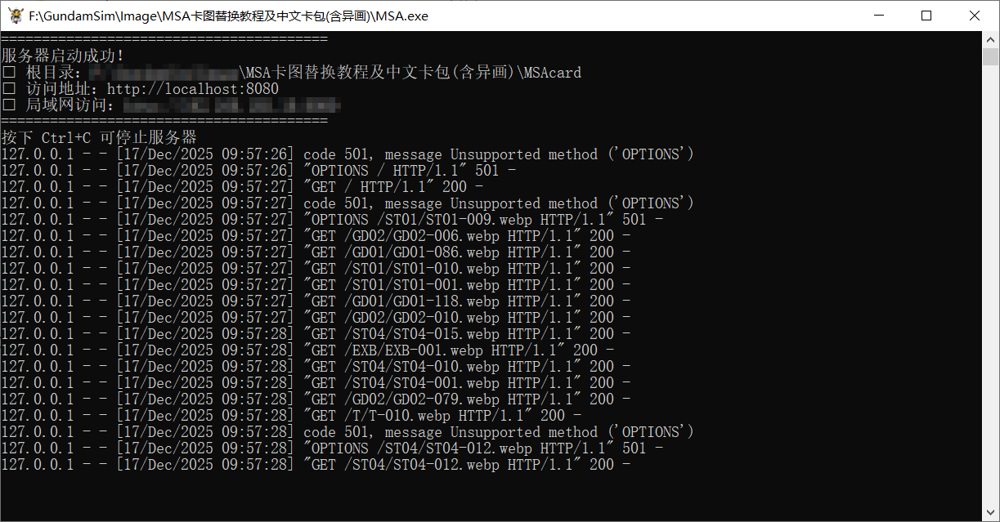 F:\GundamSim\Image\MSA卡图替换教程及中文卡包(含异画)\MSA.exe
========================================
服务器启动成功!
□ 根目录: \MSA卡图替换教程及中文卡包(含异画)\MSAcard
□ 访问地址: http://localhost:8080
□ 局域网访问:
========================================
按下 Ctrl+C 可停止服务器
127.0.0.1 - - [17/Dec/2025 09:57:26] code 501, message Unsupported method ('OPTIONS')
127.0.0.1 - - [17/Dec/2025 09:57:26] "OPTIONS / HTTP/1.1" 501 -
127.0.0.1 - - [17/Dec/2025 09:57:27] "GET / HTTP/1.1" 200 -
127.0.0.1 - - [17/Dec/2025 09:57:27] code 501, message Unsupported method ('OPTIONS')
127.0.0.1 - - [17/Dec/2025 09:57:27] "OPTIONS /ST01/ST01-009.webp HTTP/1.1" 501 -
127.0.0.1 - - [17/Dec/2025 09:57:27] "GET /GD02/GD02-006.webp HTTP/1.1" 200 -
127.0.0.1 - - [17/Dec/2025 09:57:27] "GET /GD01/GD01-086.webp HTTP/1.1" 200 -
127.0.0.1 - - [17/Dec/2025 09:57:27] "GET /ST01/ST01-010.webp HTTP/1.1" 200 -
127.0.0.1 - - [17/Dec/2025 09:57:27] "GET /ST01/ST01-001.webp HTTP/1.1" 200 -
127.0.0.1 - - [17/Dec/2025 09:57:27] "GET /GD01/GD01-118.webp HTTP/1.1" 200 -
127.0.0.1 - - [17/Dec/2025 09:57:27] "GET /GD02/GD02-010.webp HTTP/1.1" 200 -
127.0.0.1 - - [17/Dec/2025 09:57:28] "GET /ST04/ST04-015.webp HTTP/1.1" 200 -
127.0.0.1 - - [17/Dec/2025 09:57:28] "GET /EXB/EXB-001.webp HTTP/1.1" 200 -
127.0.0.1 - - [17/Dec/2025 09:57:28] "GET /ST04/ST04-010.webp HTTP/1.1" 200 -
127.0.0.1 - - [17/Dec/2025 09:57:28] "GET /ST04/ST04-001.webp HTTP/1.1" 200 -
127.0.0.1 - - [17/Dec/2025 09:57:28] "GET /GD02/GD02-079.webp HTTP/1.1" 200 -
127.0.0.1 - - [17/Dec/2025 09:57:28] "GET /T/T-010.webp HTTP/1.1" 200 -
127.0.0.1 - - [17/Dec/2025 09:57:28] code 501, message Unsupported method ('OPTIONS')
127.0.0.1 - - [17/Dec/2025 09:57:28] "OPTIONS /ST04/ST04-012.webp HTTP/1.1" 501 -
127.0.0.1 - - [17/Dec/2025 09:57:28] "GET /ST04/ST04-012.webp HTTP/1.1" 200 -